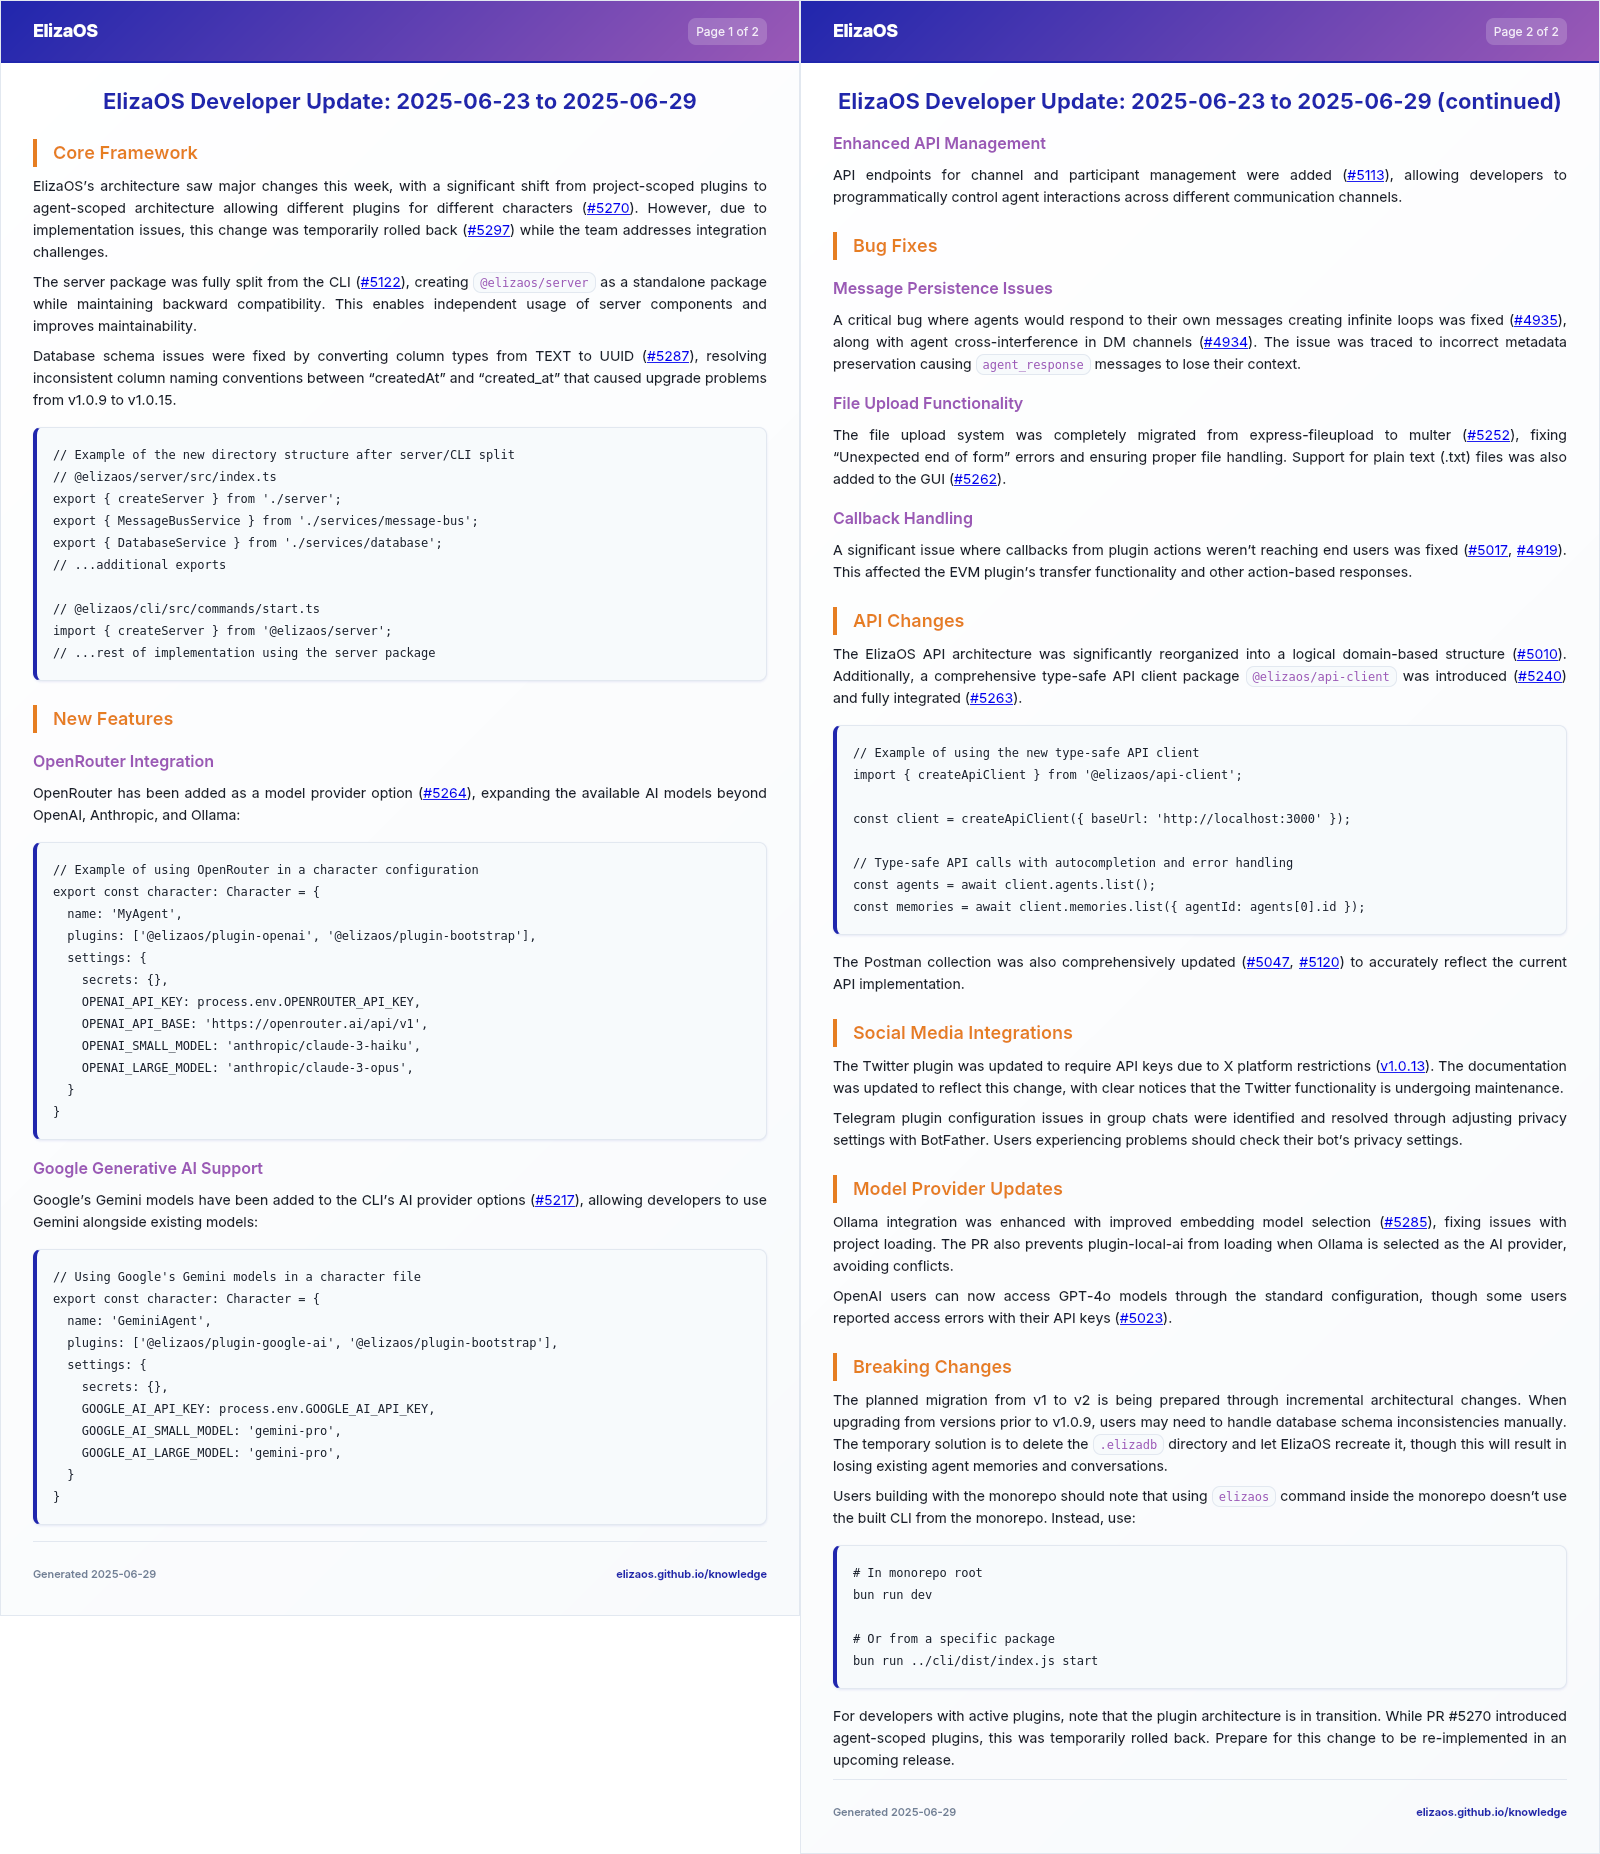 ElizaOS
Page 1 of 2
ElizaOS Developer Update: 2025-06-23 to 2025-06-29
Core Framework
ElizaOS’s architecture saw major changes this week, with a significant shift from project-scoped plugins to
agent-scoped architecture allowing different plugins for different characters (#5270). However, due to
implementation issues, this change was temporarily rolled back (#5297) while the team addresses integration
challenges.
The server package was fully split from the CLI (#5122), creating @elizaos/server as a standalone package
while maintaining backward compatibility. This enables independent usage of server components and
improves maintainability.
Database schema issues were fixed by converting column types from TEXT to UUID (#5287), resolving
inconsistent column naming conventions between “createdAt” and “created_at” that caused upgrade problems
from v1.0.9 to v1.0.15.
// Example of the new directory structure after server/CLI split
// @elizaos/server/src/index.ts
export { createServer } from './server';
export { MessageBusService } from './services/message-bus';
export { DatabaseService } from './services/database';
// ...additional exports
// @elizaos/cli/src/commands/start.ts
import { createServer } from '@elizaos/server';
// ...rest of implementation using the server package
New Features
OpenRouter Integration
OpenRouter has been added as a model provider option (#5264), expanding the available AI models beyond
OpenAI, Anthropic, and Ollama:
// Example of using OpenRouter in a character configuration
export const character: Character = {
  name: 'MyAgent',
  plugins: ['@elizaos/plugin-openai', '@elizaos/plugin-bootstrap'],
  settings: {
    secrets: {},
    OPENAI_API_KEY: process.env.OPENROUTER_API_KEY,
    OPENAI_API_BASE: 'https://openrouter.ai/api/v1',
    OPENAI_SMALL_MODEL: 'anthropic/claude-3-haiku',
    OPENAI_LARGE_MODEL: 'anthropic/claude-3-opus',
  }
}
Google Generative AI Support
Google’s Gemini models have been added to the CLI’s AI provider options (#5217), allowing developers to use
Gemini alongside existing models:
// Using Google's Gemini models in a character file
export const character: Character = {
  name: 'GeminiAgent',
  plugins: ['@elizaos/plugin-google-ai', '@elizaos/plugin-bootstrap'],
  settings: {
    secrets: {},
    GOOGLE_AI_API_KEY: process.env.GOOGLE_AI_API_KEY,
    GOOGLE_AI_SMALL_MODEL: 'gemini-pro',
    GOOGLE_AI_LARGE_MODEL: 'gemini-pro',
  }
}
Generated 2025-06-29
elizaos.github.io/knowledge
ElizaOS
Page 2 of 2
ElizaOS Developer Update: 2025-06-23 to 2025-06-29 (continued)
Enhanced API Management
API endpoints for channel and participant management were added (#5113), allowing developers to
programmatically control agent interactions across different communication channels.
Bug Fixes
Message Persistence Issues
A critical bug where agents would respond to their own messages creating infinite loops was fixed (#4935),
along with agent cross-interference in DM channels (#4934). The issue was traced to incorrect metadata
preservation causing agent_response messages to lose their context.
File Upload Functionality
The file upload system was completely migrated from express-fileupload to multer (#5252), fixing
“Unexpected end of form” errors and ensuring proper file handling. Support for plain text (.txt) files was also
added to the GUI (#5262).
Callback Handling
A significant issue where callbacks from plugin actions weren’t reaching end users was fixed (#5017, #4919).
This affected the EVM plugin’s transfer functionality and other action-based responses.
API Changes
The ElizaOS API architecture was significantly reorganized into a logical domain-based structure (#5010).
Additionally, a comprehensive type-safe API client package @elizaos/api-client was introduced (#5240)
and fully integrated (#5263).
// Example of using the new type-safe API client
import { createApiClient } from '@elizaos/api-client';
const client = createApiClient({ baseUrl: 'http://localhost:3000' });
// Type-safe API calls with autocompletion and error handling
const agents = await client.agents.list();
const memories = await client.memories.list({ agentId: agents[0].id });
The Postman collection was also comprehensively updated (#5047, #5120) to accurately reflect the current
API implementation.
Social Media Integrations
The Twitter plugin was updated to require API keys due to X platform restrictions (v1.0.13). The documentation
was updated to reflect this change, with clear notices that the Twitter functionality is undergoing maintenance.
Telegram plugin configuration issues in group chats were identified and resolved through adjusting privacy
settings with BotFather. Users experiencing problems should check their bot’s privacy settings.
Model Provider Updates
Ollama integration was enhanced with improved embedding model selection (#5285), fixing issues with
project loading. The PR also prevents plugin-local-ai from loading when Ollama is selected as the AI provider,
avoiding conflicts.
OpenAI users can now access GPT-4o models through the standard configuration, though some users
reported access errors with their API keys (#5023).
Breaking Changes
The planned migration from v1 to v2 is being prepared through incremental architectural changes. When
upgrading from versions prior to v1.0.9, users may need to handle database schema inconsistencies manually.
The temporary solution is to delete the .elizadb directory and let ElizaOS recreate it, though this will result in
losing existing agent memories and conversations.
Users building with the monorepo should note that using elizaos command inside the monorepo doesn’t use
the built CLI from the monorepo. Instead, use:
# In monorepo root
bun run dev
# Or from a specific package
bun run ../cli/dist/index.js start
For developers with active plugins, note that the plugin architecture is in transition. While PR #5270 introduced
agent-scoped plugins, this was temporarily rolled back. Prepare for this change to be re-implemented in an
upcoming release.
Generated 2025-06-29
elizaos.github.io/knowledge